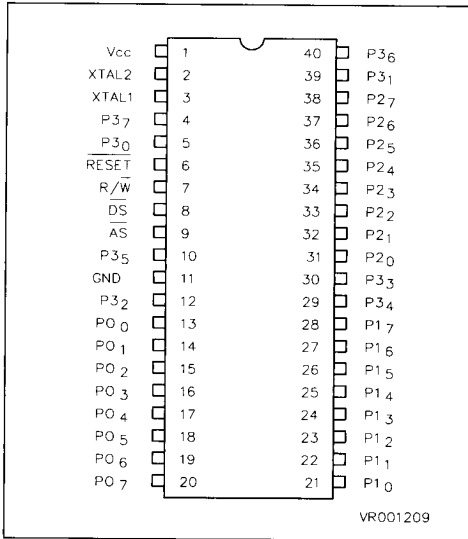 Vcc 1 40 P3₆
XTAL2 2 39 P3₁
XTAL1 3 38 P2₇
P3₇ 4 37 P2₆
P3₀ 5 36 P2₅
R̅E̅S̅E̅T̅ 6 35 P2₄
R/W̅ 7 34 P2₃
D̅S̅ 8 33 P2₂
A̅S̅ 9 32 P2₁
P3₅ 10 31 P2₀
GND 11 30 P3₃
P3₂ 12 29 P3₄
P0₀ 13 28 P1₇
P0₁ 14 27 P1₆
P0₂ 15 26 P1₅
P0₃ 16 25 P1₄
P0₄ 17 24 P1₃
P0₅ 18 23 P1₂
P0₆ 19 22 P1₁
P0₇ 20 21 P1₀
VR001209